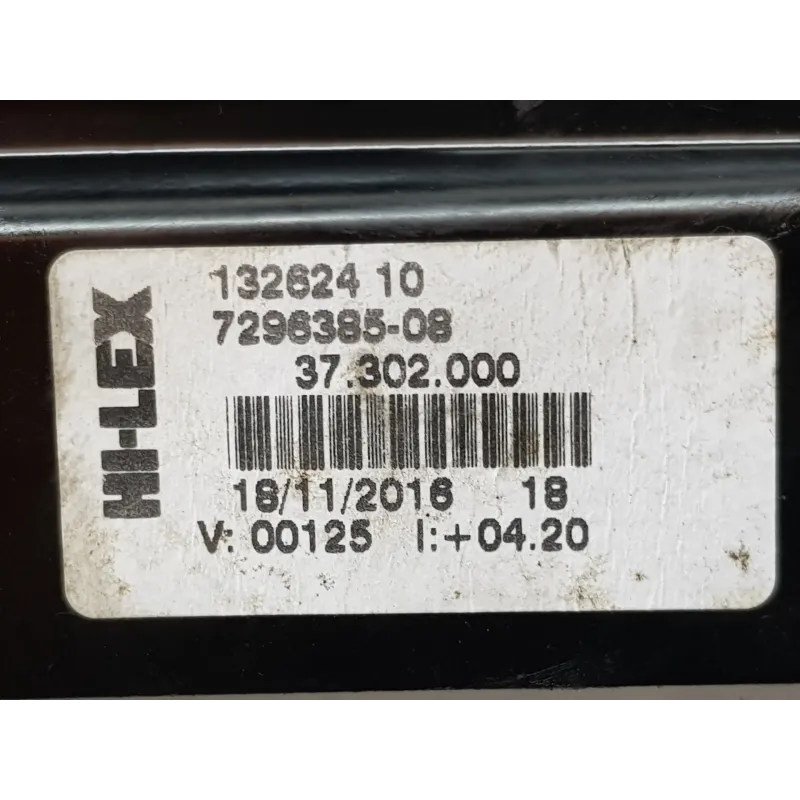 HI-LEX
132624 10
7296385-08
37.302.000
18/11/2016 18
V: 00125 I:+04.20